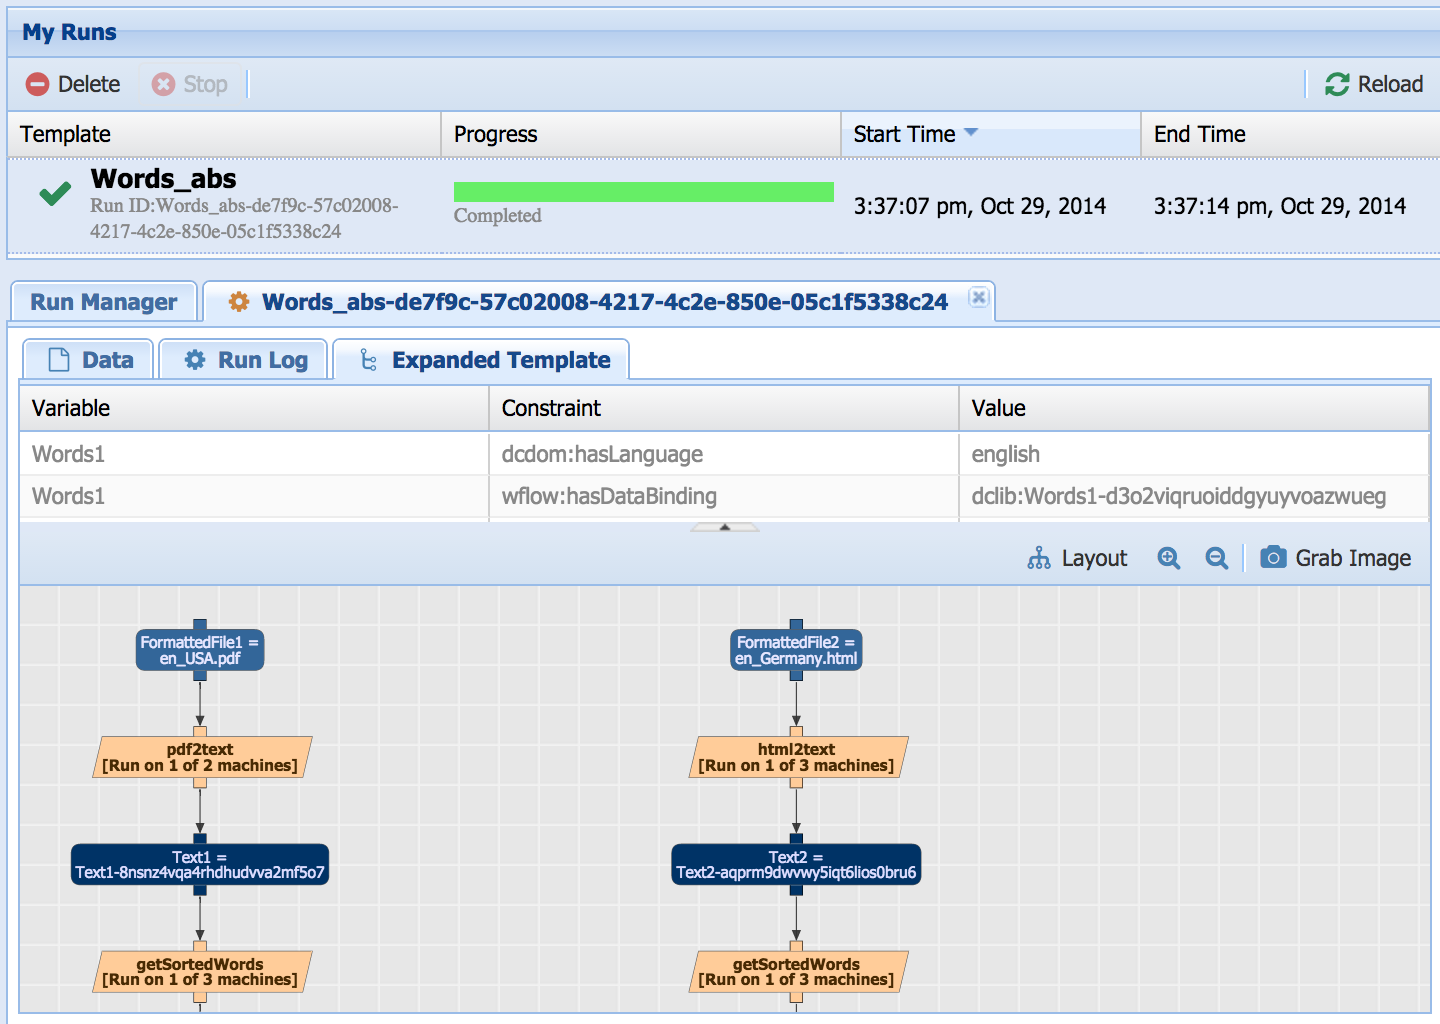 My Runs
Delete Stop Reload
Template Progress Start Time End Time
Words_abs
Run ID:Words_abs-de7f9c-57c02008-
4217-4c2e-850e-05c1f5338c24
Completed
3:37:07 pm, Oct 29, 2014 3:37:14 pm, Oct 29, 2014
Run Manager Words_abs-de7f9c-57c02008-4217-4c2e-850e-05c1f5338c24
Data Run Log Expanded Template
Variable Constraint Value
Words1 dcdom:hasLanguage english
Words1 wflow:hasDataBinding dclib:Words1-d3o2viqruoiddgyuyvoazwueg
Layout Grab Image
FormattedFile1 =
en_USA.pdf
FormattedFile2 =
en_Germany.html
pdf2text
[Run on 1 of 2 machines]
html2text
[Run on 1 of 3 machines]
Text1 =
Text1-8nsnz4vqa4rhdhudvva2mf5o7
Text2 =
Text2-aqprm9dwvwy5iqt6lios0bru6
getSortedWords
[Run on 1 of 3 machines]
getSortedWords
[Run on 1 of 3 machines]